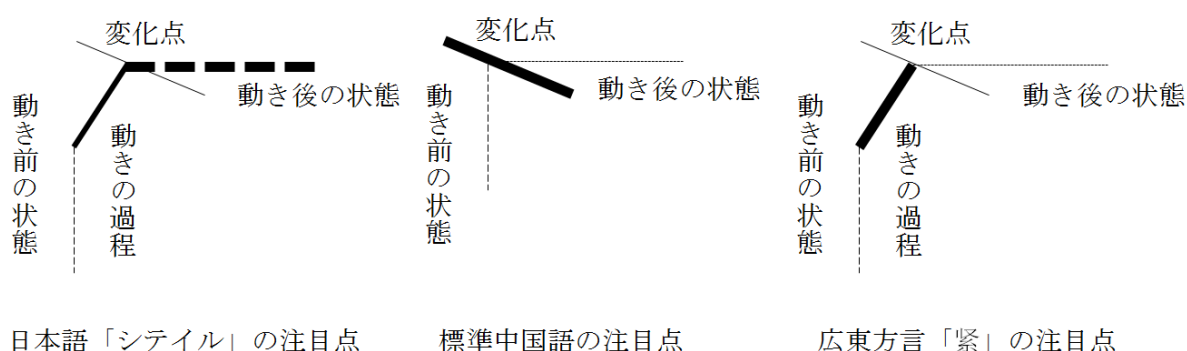 変化点
動き後の状態
動き前の状態
動きの過程
日本語「シテイル」の注目点
変化点
動き後の状態
動き前の状態
標準中国語の注目点
変化点
動き後の状態
動き前の状態
動きの過程
広東方言「緊」の注目点